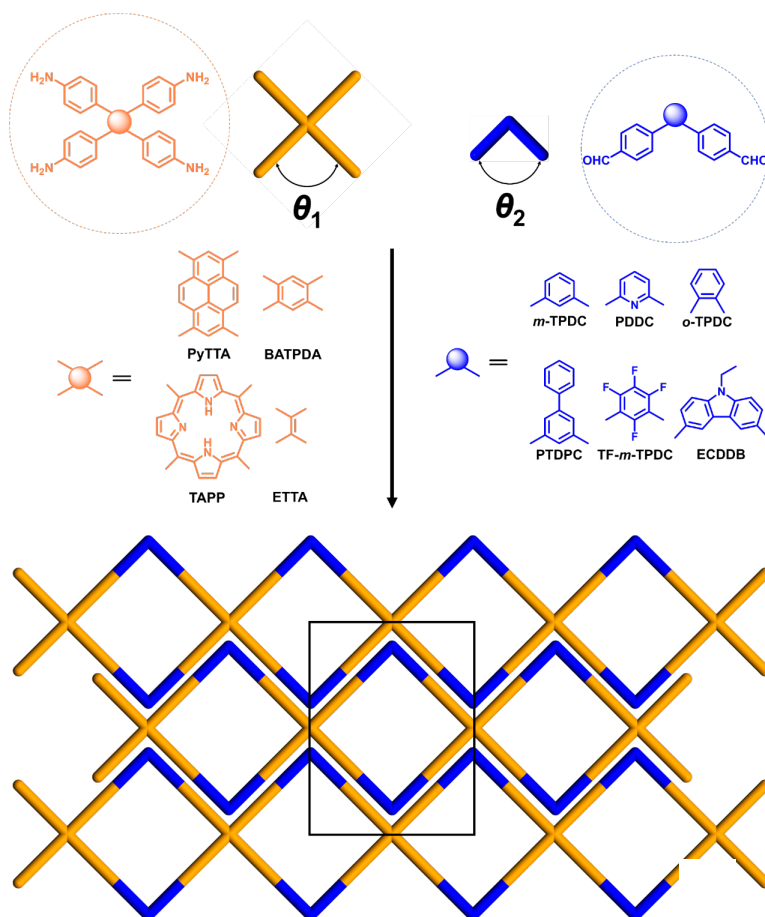 H₂N
NH₂
H₂N
NH₂
θ₁
θ₂
OHC
CHO
N
m-TPDC
PDDC
o-TPDC
PyTTA
BATPDA
=
=
N
H
N
N
H
N
TAPP
ETTA
F
F
F
F
N
PTDPC
TF-m-TPDC
ECDDB